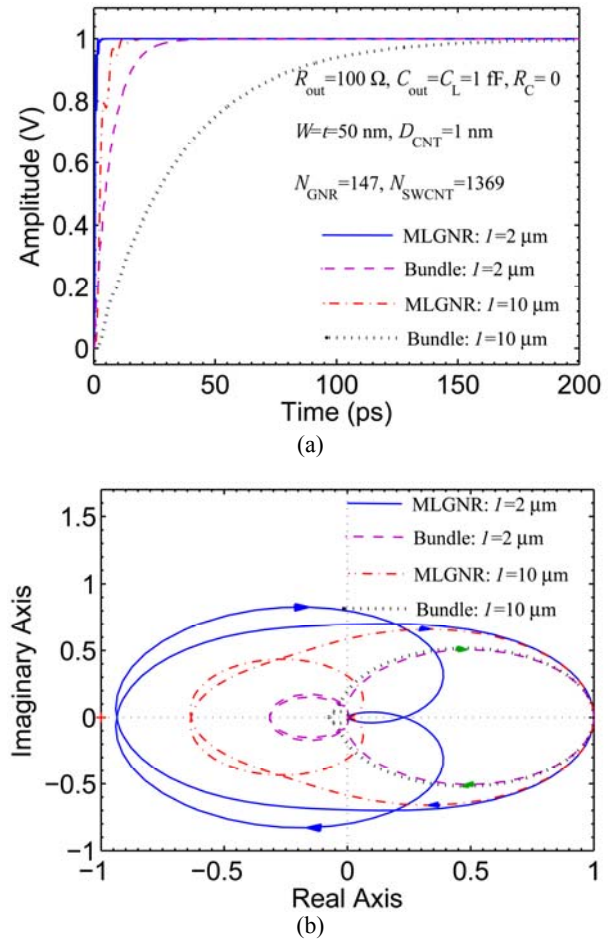 1
0.8
0.6
0.4
0.2
0
Amplitude (V)
R_out=100 Ω, C_out=C_L=1 fF, R_C= 0
W=t=50 nm, D_CNT=1 nm
N_GNR=147, N_SWCNT=1369
MLGNR: l=2 μm
Bundle: l=2 μm
MLGNR: l=10 μm
Bundle: l=10 μm
0 50 100 150 200
Time (ps)
(a)
1.5
1
0.5
0
−0.5
−1
Imaginary Axis
MLGNR: l=2 μm
Bundle: l=2 μm
MLGNR: l=10 μm
Bundle: l=10 μm
−1 −0.5 0 0.5 1
Real Axis
(b)